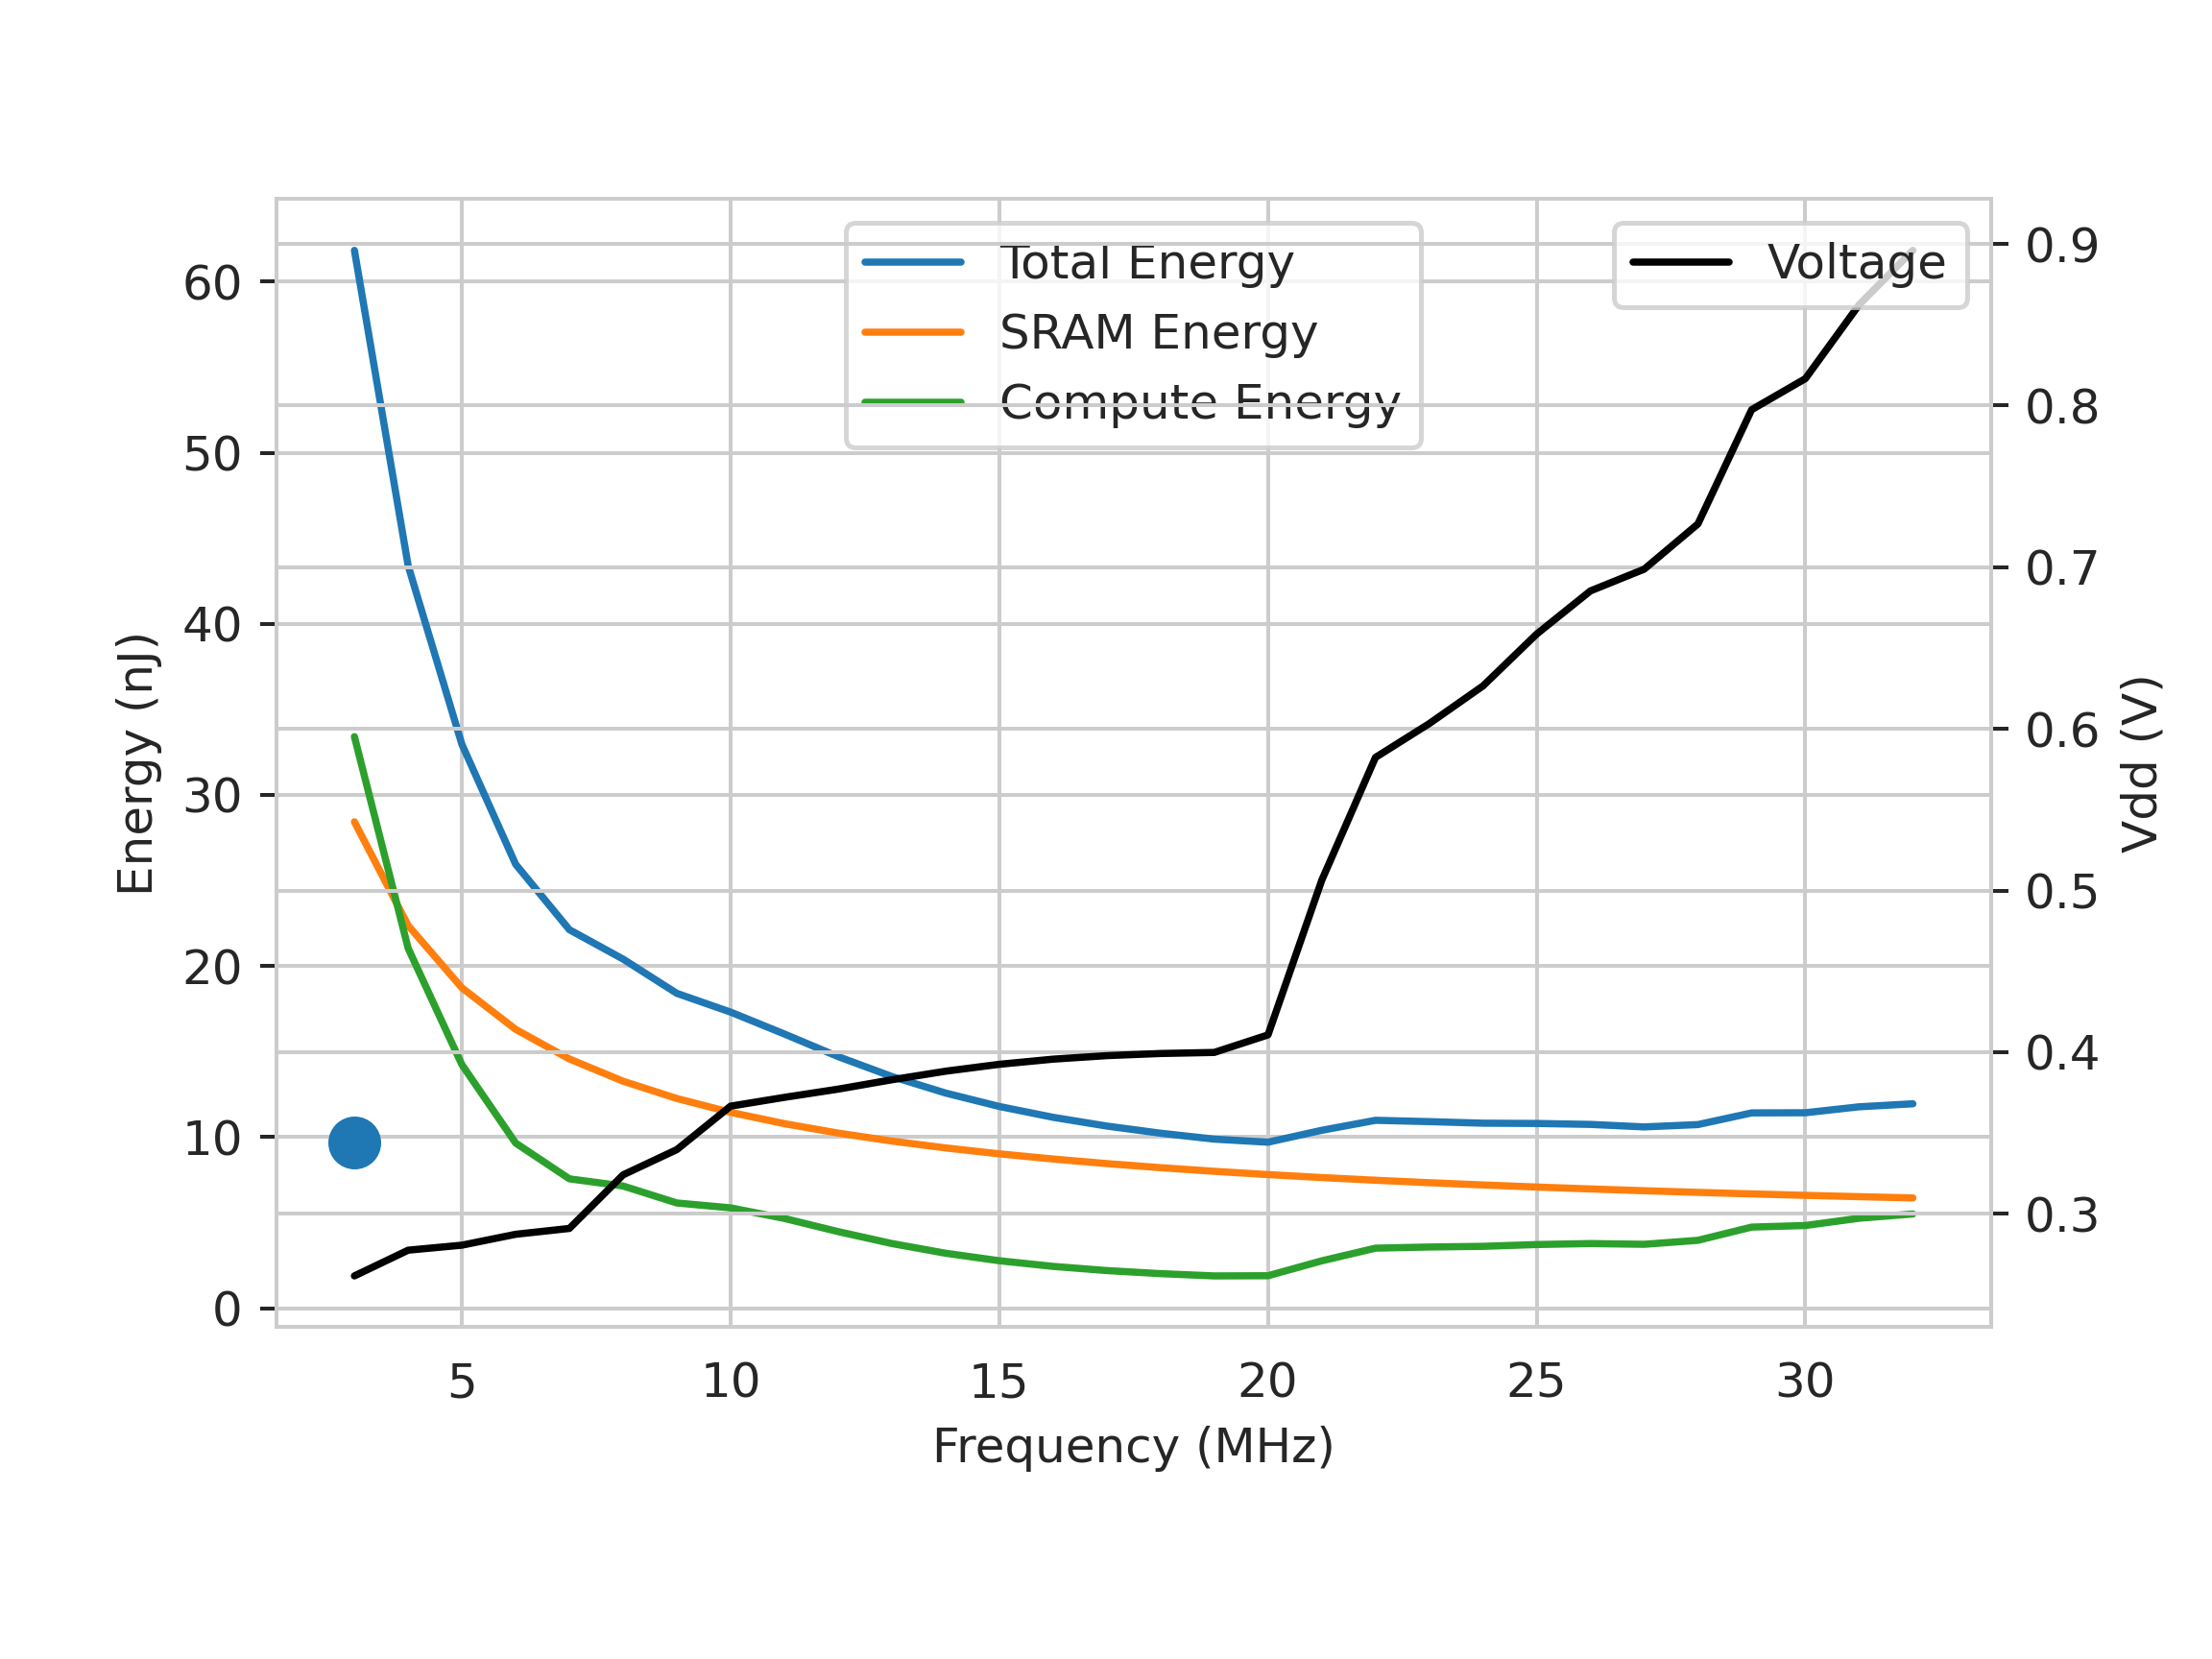 Total Energy
SRAM Energy
Compute Energy
Voltage
60
50
40
30
20
10
0
Energy (nJ)
0.9
0.8
0.7
0.6
0.5
0.4
0.3
Vdd (V)
5 10 15 20 25 30
Frequency (MHz)